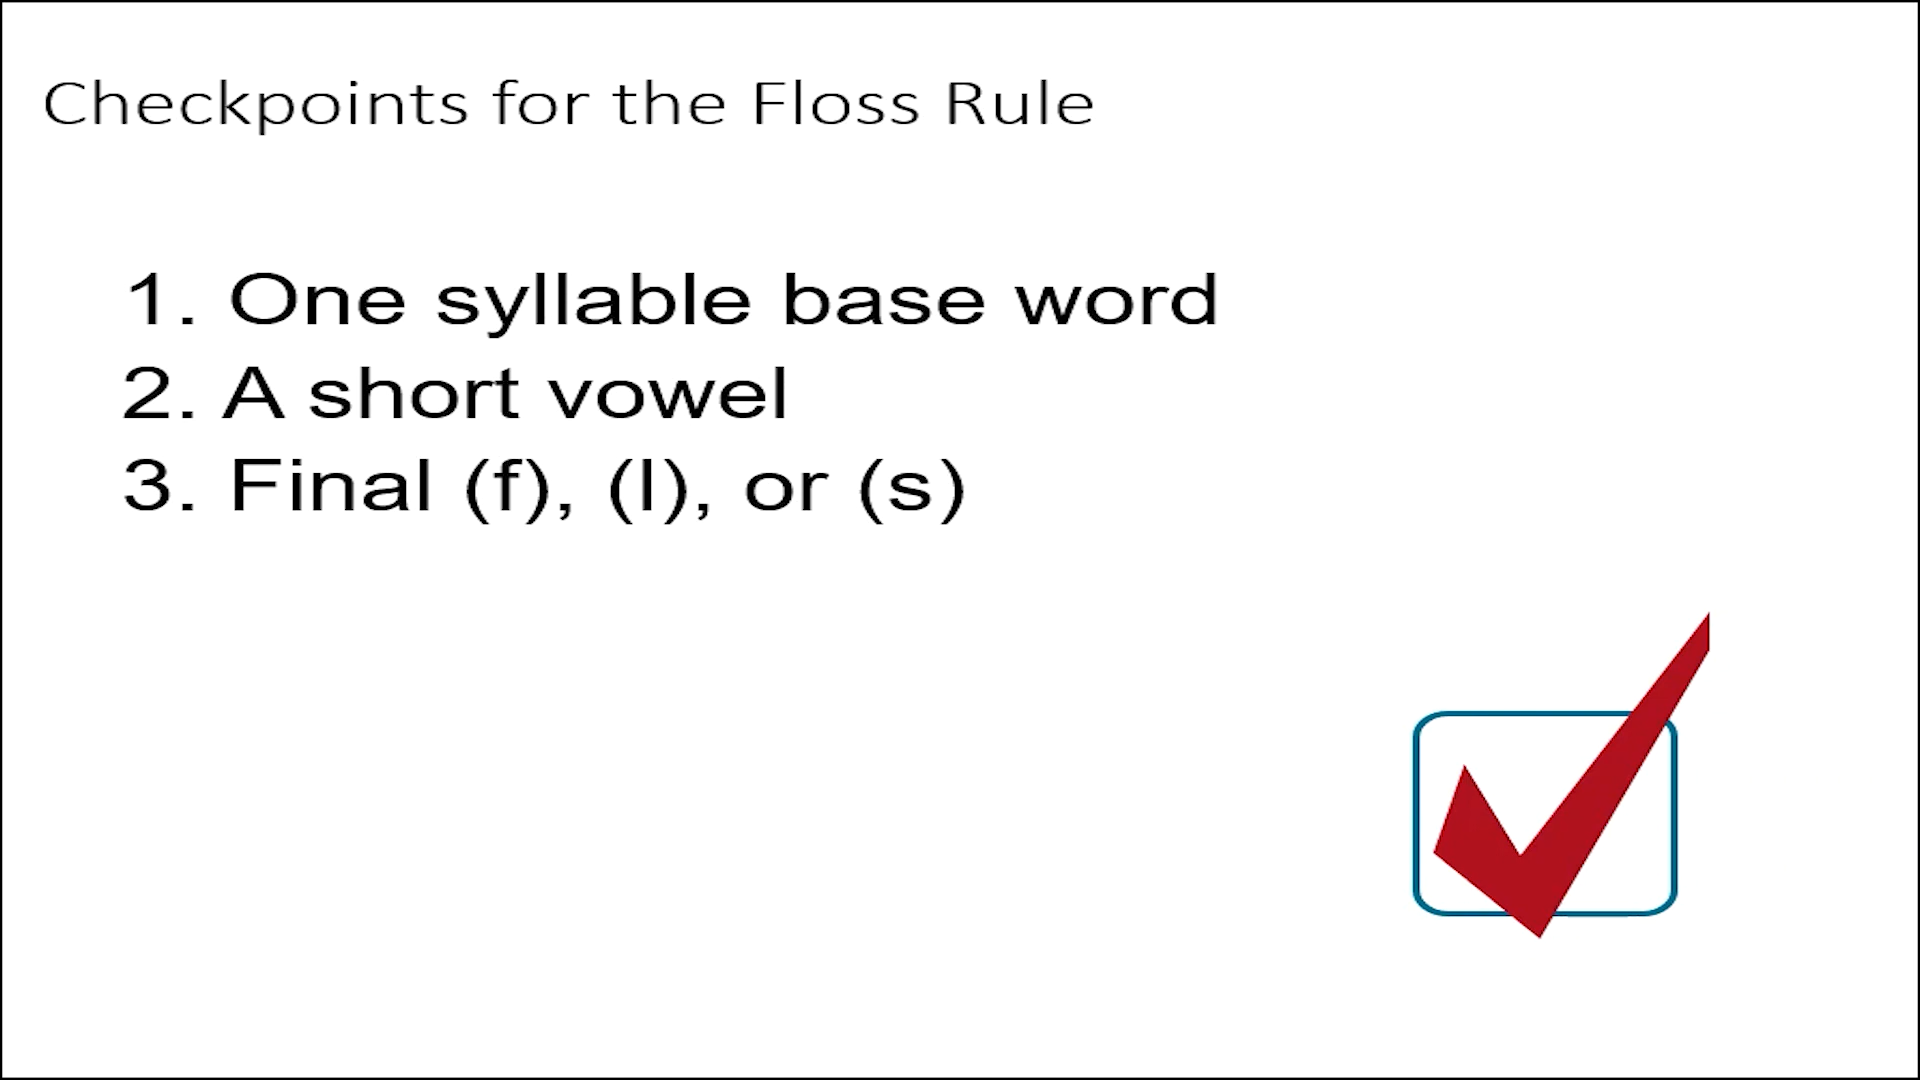 Checkpoints for the Floss Rule
1. One syllable base word
2. A short vowel
3. Final (f), (l), or (s)